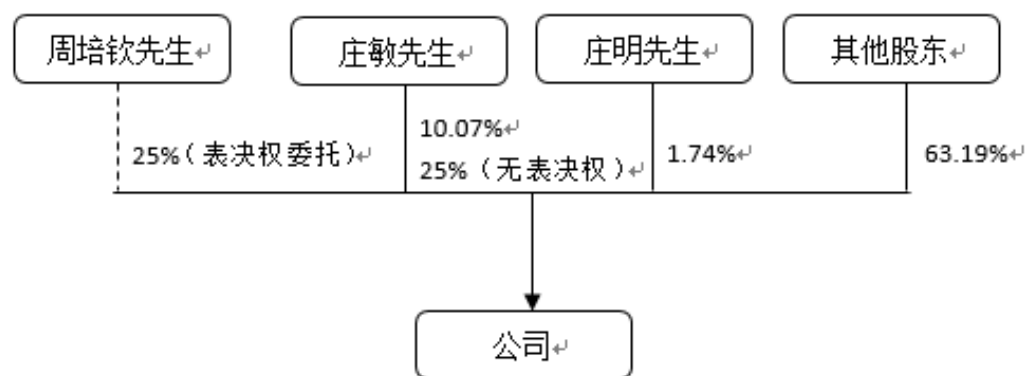 周培钦先生
庄敏先生
庄明先生
其他股东
25%（表决权委托）
10.07%
25%（无表决权）
1.74%
63.19%
公司